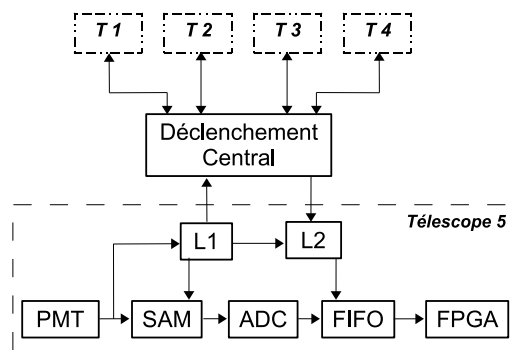 T 1 T 2 T 3 T 4
Déclenchement
Central
Télescope 5
L1 L2
PMT SAM ADC FIFO FPGA